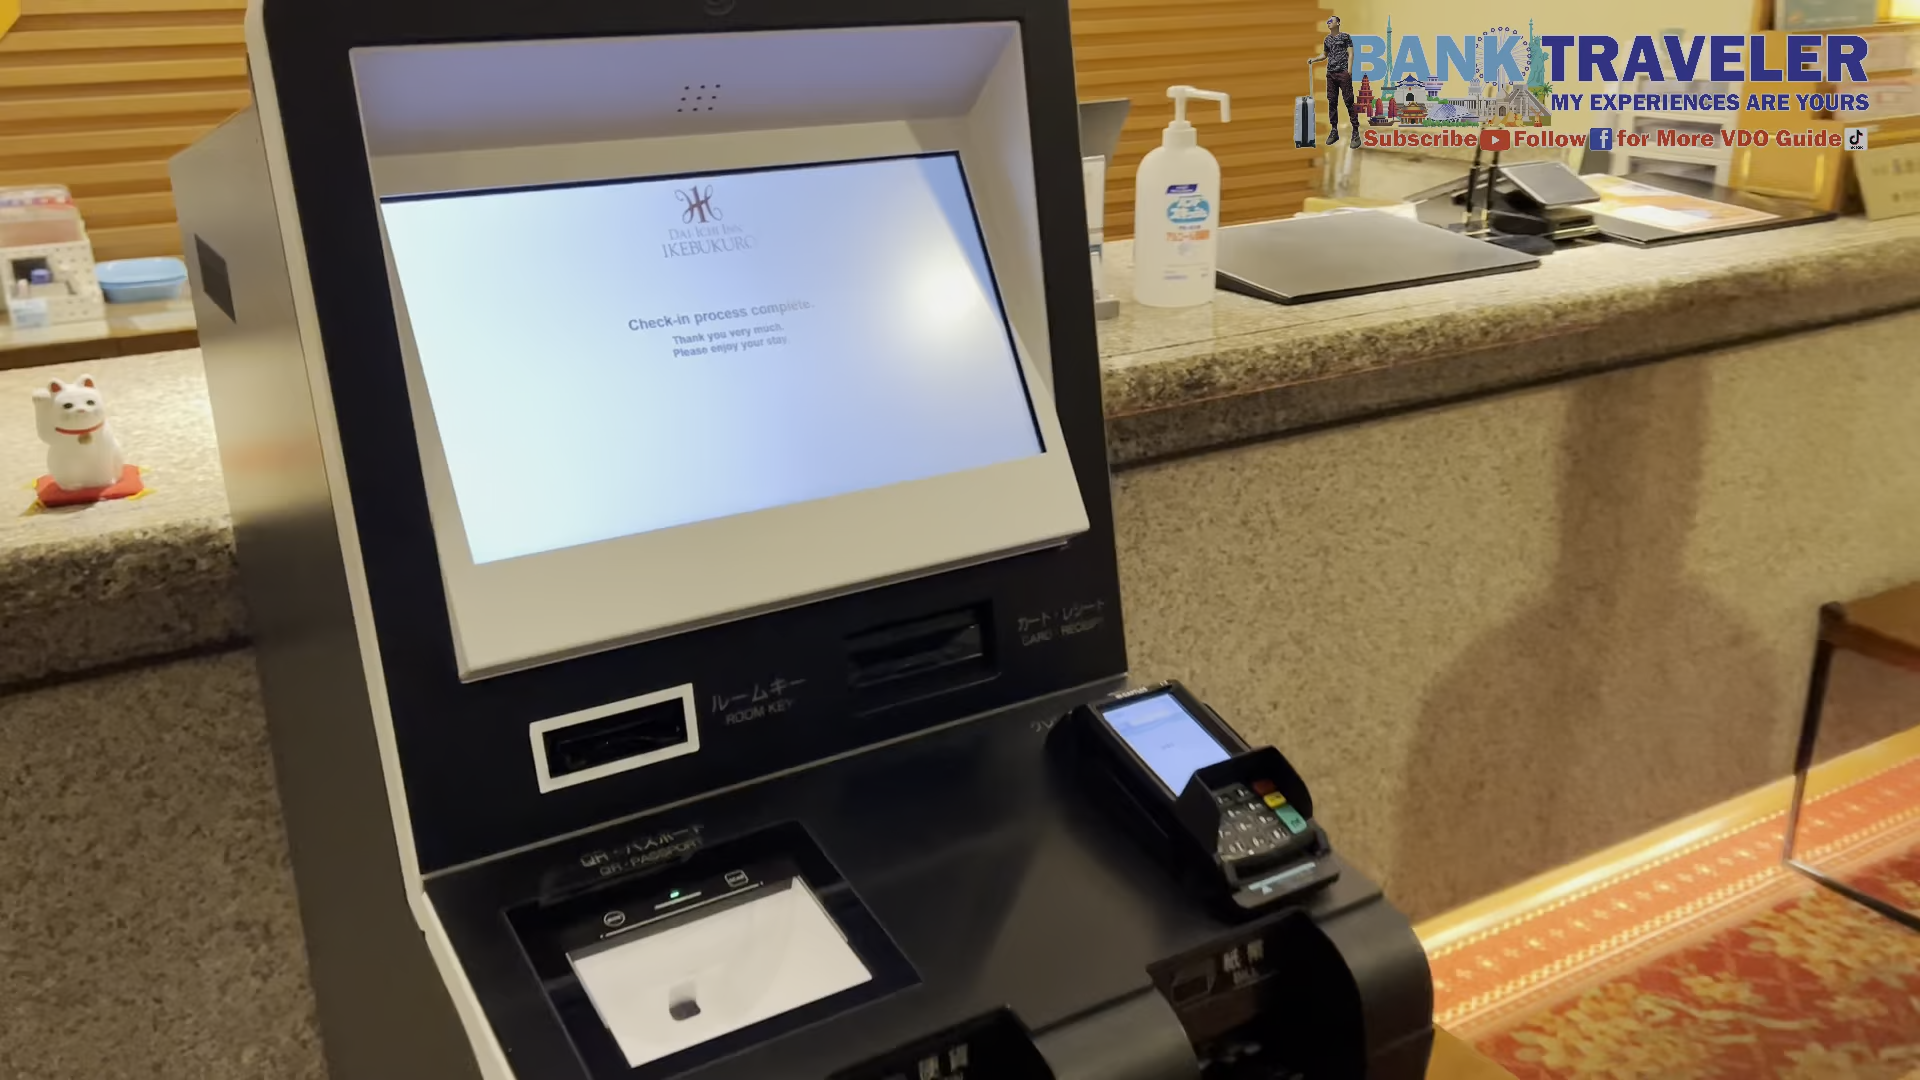 BANK TRAVELER
MY EXPERIENCES ARE YOURS
Subscribe Follow for More VDO Guide
DAI-ICHI INN
IKEBUKURO
Check-in process complete.
Thank you very much.
Please enjoy your stay.
カード・レシート
CARD・RECEIPT
ルームキー
ROOM KEY
QR・パスポート
QR・PASSPORT
紙幣